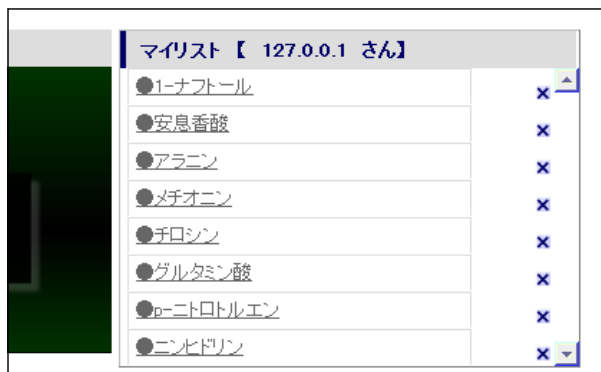 マイリスト【 127.0.0.1 さん】
●1-ナフトール
●安息香酸
●アラニン
●メチオニン
●チロシン
●グルタミン酸
●p-ニトロトルエン
●ニンヒドリン